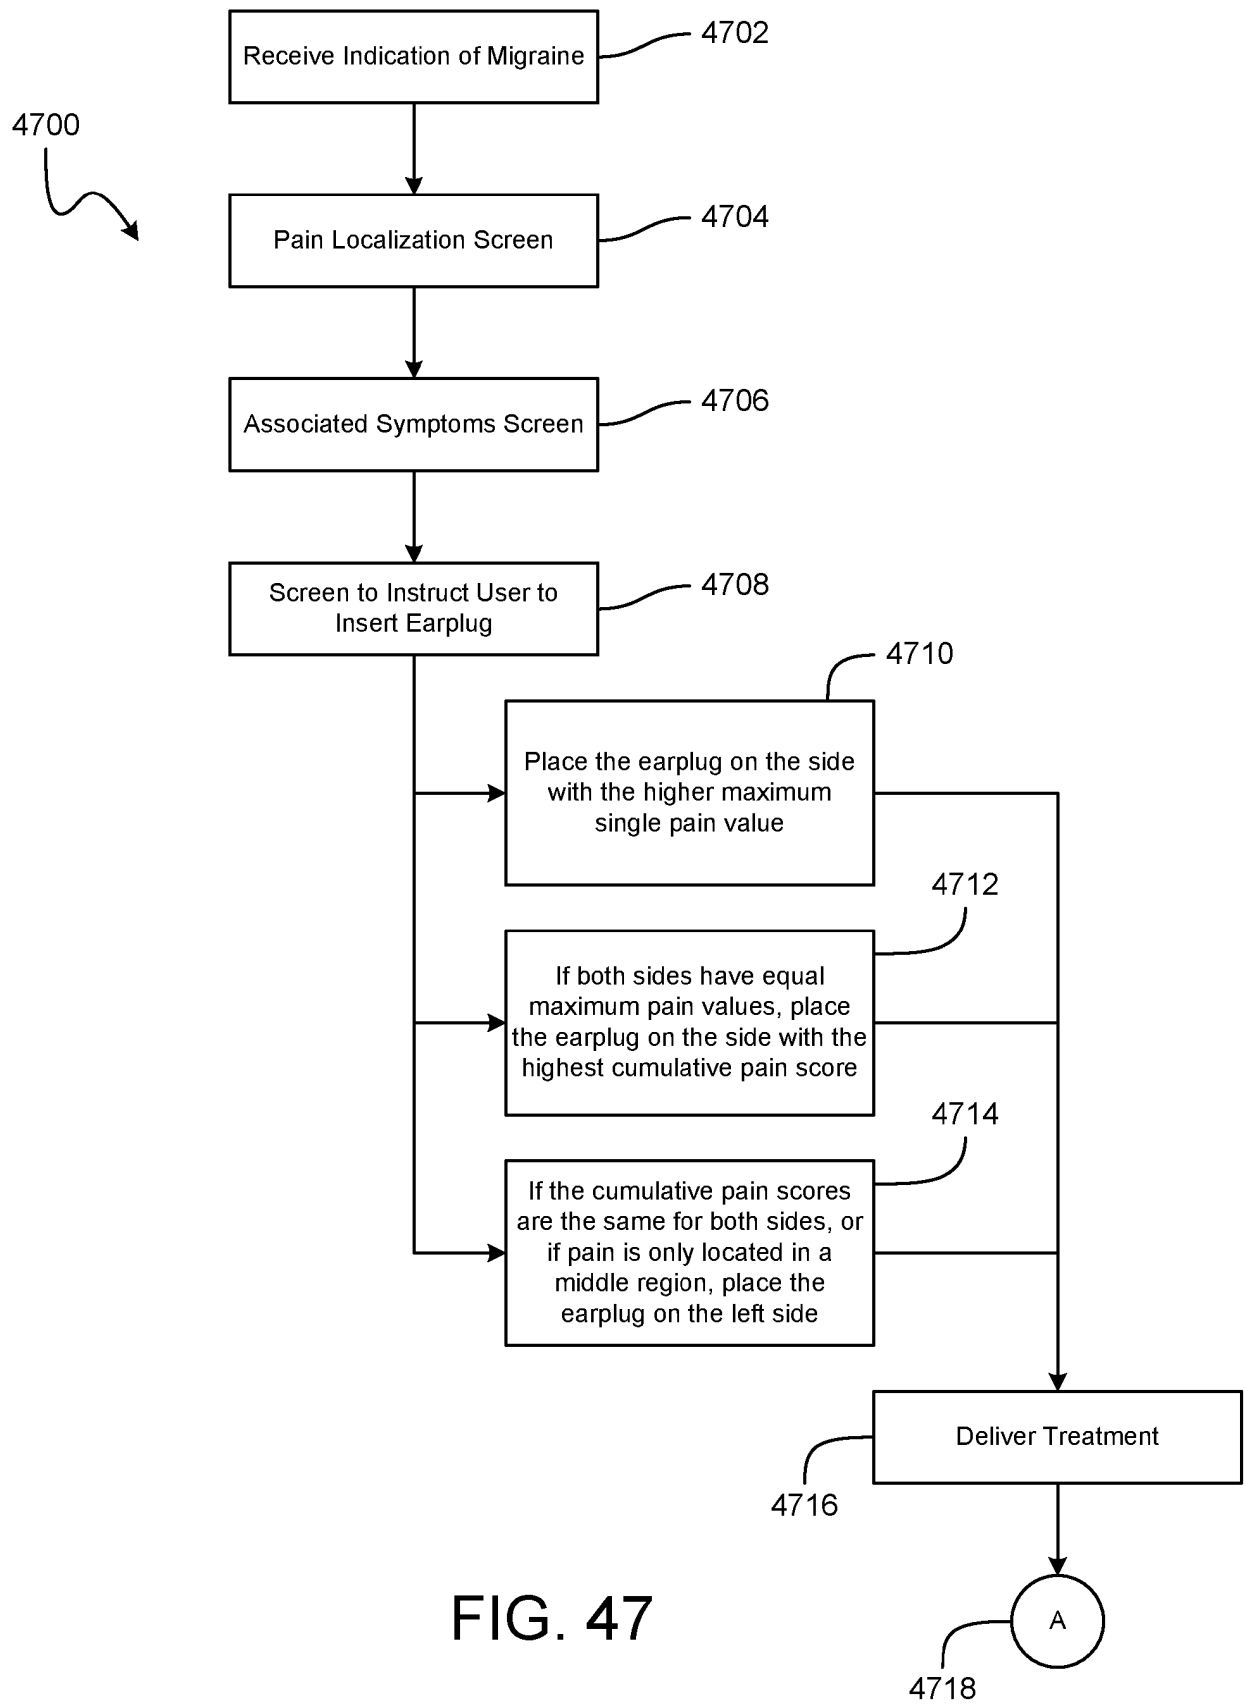 4702
Receive Indication of Migraine
4700
4704
Pain Localization Screen
4706
Associated Symptoms Screen
4708
Screen to Instruct User to
Insert Earplug
4710
Place the earplug on the side
with the higher maximum
single pain value
4712
If both sides have equal
maximum pain values, place
the earplug on the side with the
highest cumulative pain score
4714
If the cumulative pain scores
are the same for both sides, or
if pain is only located in a
middle region, place the
earplug on the left side
Deliver Treatment
4716
A
4718
FIG. 47